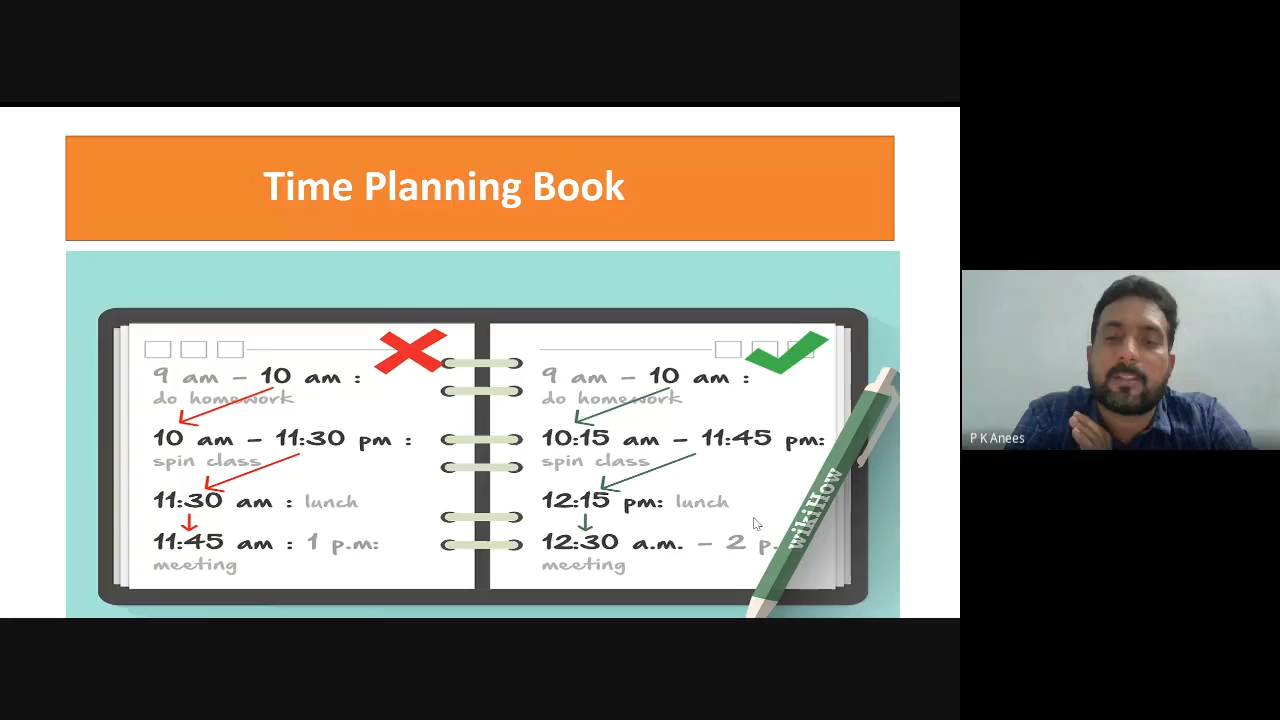 Time Planning Book
9 am - 10 am :
do homework
10 am - 11:30 pm :
spin class
11:30 am : lunch
11:45 am : 1 p.m:
meeting
9 am - 10 am :
do homework
10:15 am - 11:45 pm:
spin class
12:15 pm: lunch
12:30 a.m. - 2 p.
meeting
wikiHow
P K Anees